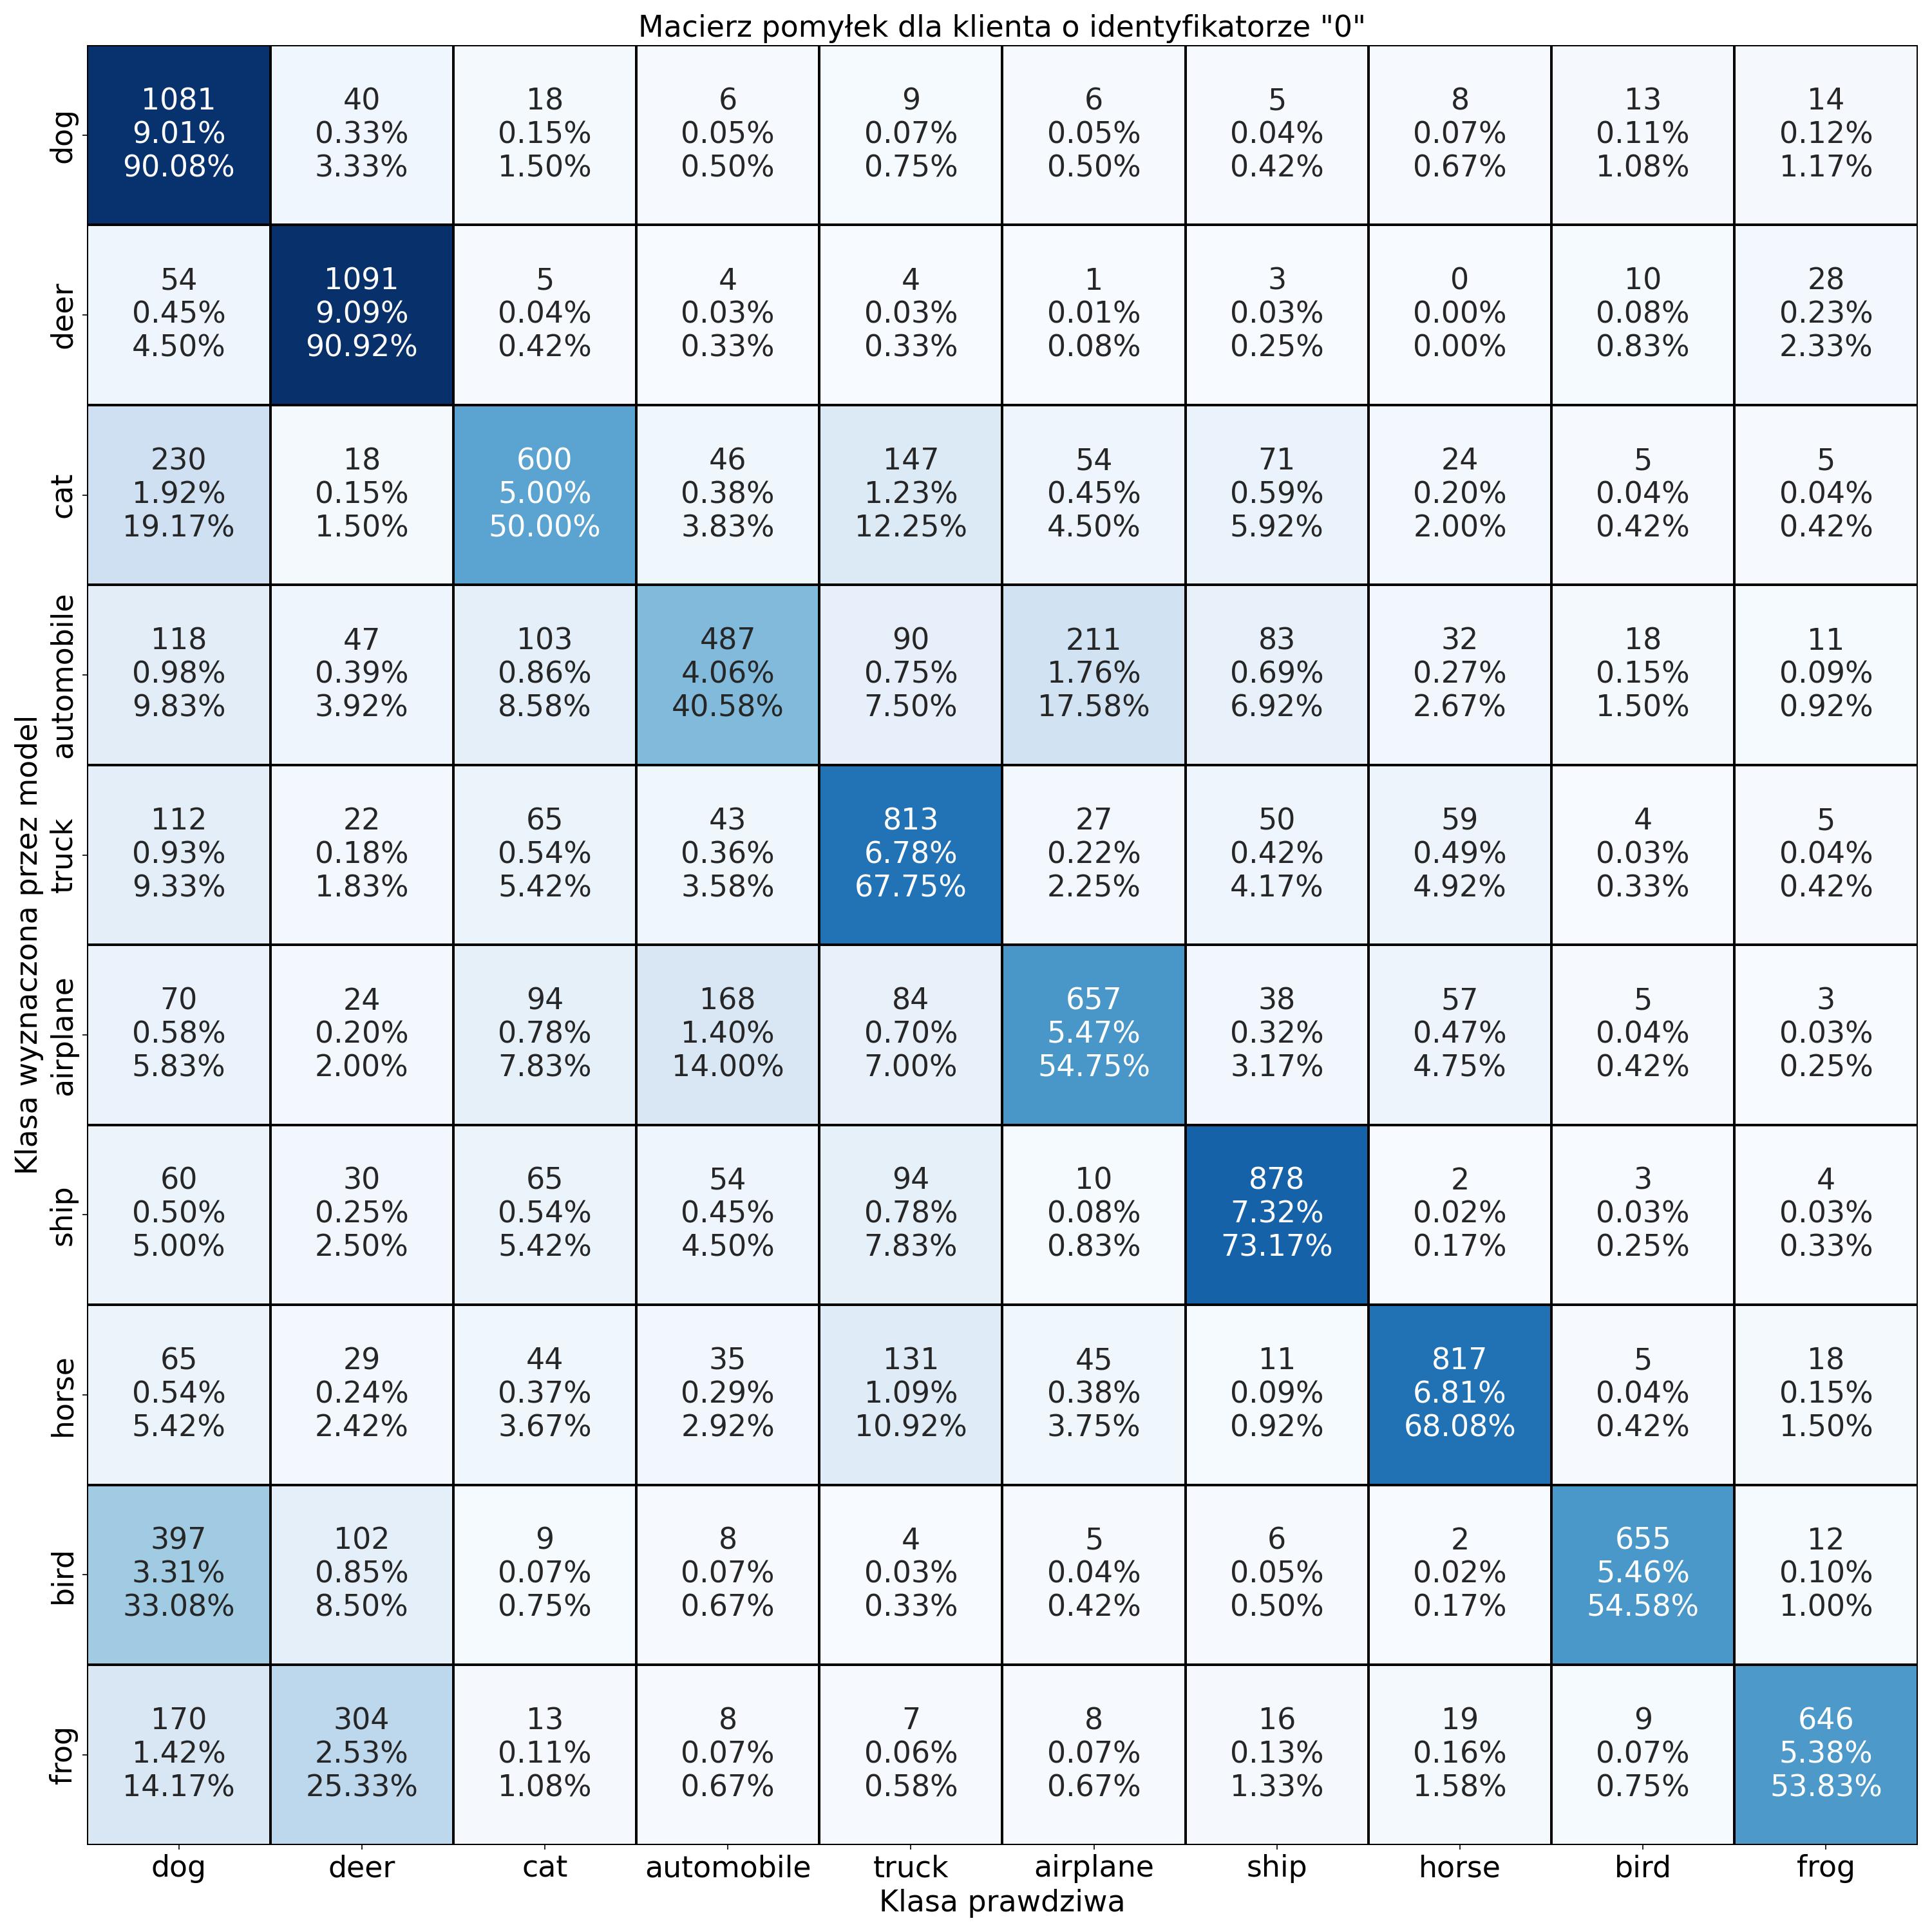 Macierz pomyłek dla klienta o identyfikatorze "0"
Klasa wyznaczona przez model
dog
1081 40 18 6 9 6 5 8 13 14
9.01% 0.33% 0.15% 0.05% 0.07% 0.05% 0.04% 0.07% 0.11% 0.12%
90.08% 3.33% 1.50% 0.50% 0.75% 0.50% 0.42% 0.67% 1.08% 1.17%
deer
54 1091 5 4 4 1 3 0 10 28
0.45% 9.09% 0.04% 0.03% 0.03% 0.01% 0.03% 0.00% 0.08% 0.23%
4.50% 90.92% 0.42% 0.33% 0.33% 0.08% 0.25% 0.00% 0.83% 2.33%
cat
230 18 600 46 147 54 71 24 5 5
1.92% 0.15% 5.00% 0.38% 1.23% 0.45% 0.59% 0.20% 0.04% 0.04%
19.17% 1.50% 50.00% 3.83% 12.25% 4.50% 5.92% 2.00% 0.42% 0.42%
automobile
118 47 103 487 90 211 83 32 18 11
0.98% 0.39% 0.86% 4.06% 0.75% 1.76% 0.69% 0.27% 0.15% 0.09%
9.83% 3.92% 8.58% 40.58% 7.50% 17.58% 6.92% 2.67% 1.50% 0.92%
truck
112 22 65 43 813 27 50 59 4 5
0.93% 0.18% 0.54% 0.36% 6.78% 0.22% 0.42% 0.49% 0.03% 0.04%
9.33% 1.83% 5.42% 3.58% 67.75% 2.25% 4.17% 4.92% 0.33% 0.42%
airplane
70 24 94 168 84 657 38 57 5 3
0.58% 0.20% 0.78% 1.40% 0.70% 5.47% 0.32% 0.47% 0.04% 0.03%
5.83% 2.00% 7.83% 14.00% 7.00% 54.75% 3.17% 4.75% 0.42% 0.25%
ship
60 30 65 54 94 10 878 2 3 4
0.50% 0.25% 0.54% 0.45% 0.78% 0.08% 7.32% 0.02% 0.03% 0.03%
5.00% 2.50% 5.42% 4.50% 7.83% 0.83% 73.17% 0.17% 0.25% 0.33%
horse
65 29 44 35 131 45 11 817 5 18
0.54% 0.24% 0.37% 0.29% 1.09% 0.38% 0.09% 6.81% 0.04% 0.15%
5.42% 2.42% 3.67% 2.92% 10.92% 3.75% 0.92% 68.08% 0.42% 1.50%
bird
397 102 9 8 4 5 6 2 655 12
3.31% 0.85% 0.07% 0.07% 0.03% 0.04% 0.05% 0.02% 5.46% 0.10%
33.08% 8.50% 0.75% 0.67% 0.33% 0.42% 0.50% 0.17% 54.58% 1.00%
frog
170 304 13 8 7 8 16 19 9 646
1.42% 2.53% 0.11% 0.07% 0.06% 0.07% 0.13% 0.16% 0.07% 5.38%
14.17% 25.33% 1.08% 0.67% 0.58% 0.67% 1.33% 1.58% 0.75% 53.83%
dog deer cat automobile truck airplane ship horse bird frog
Klasa prawdziwa